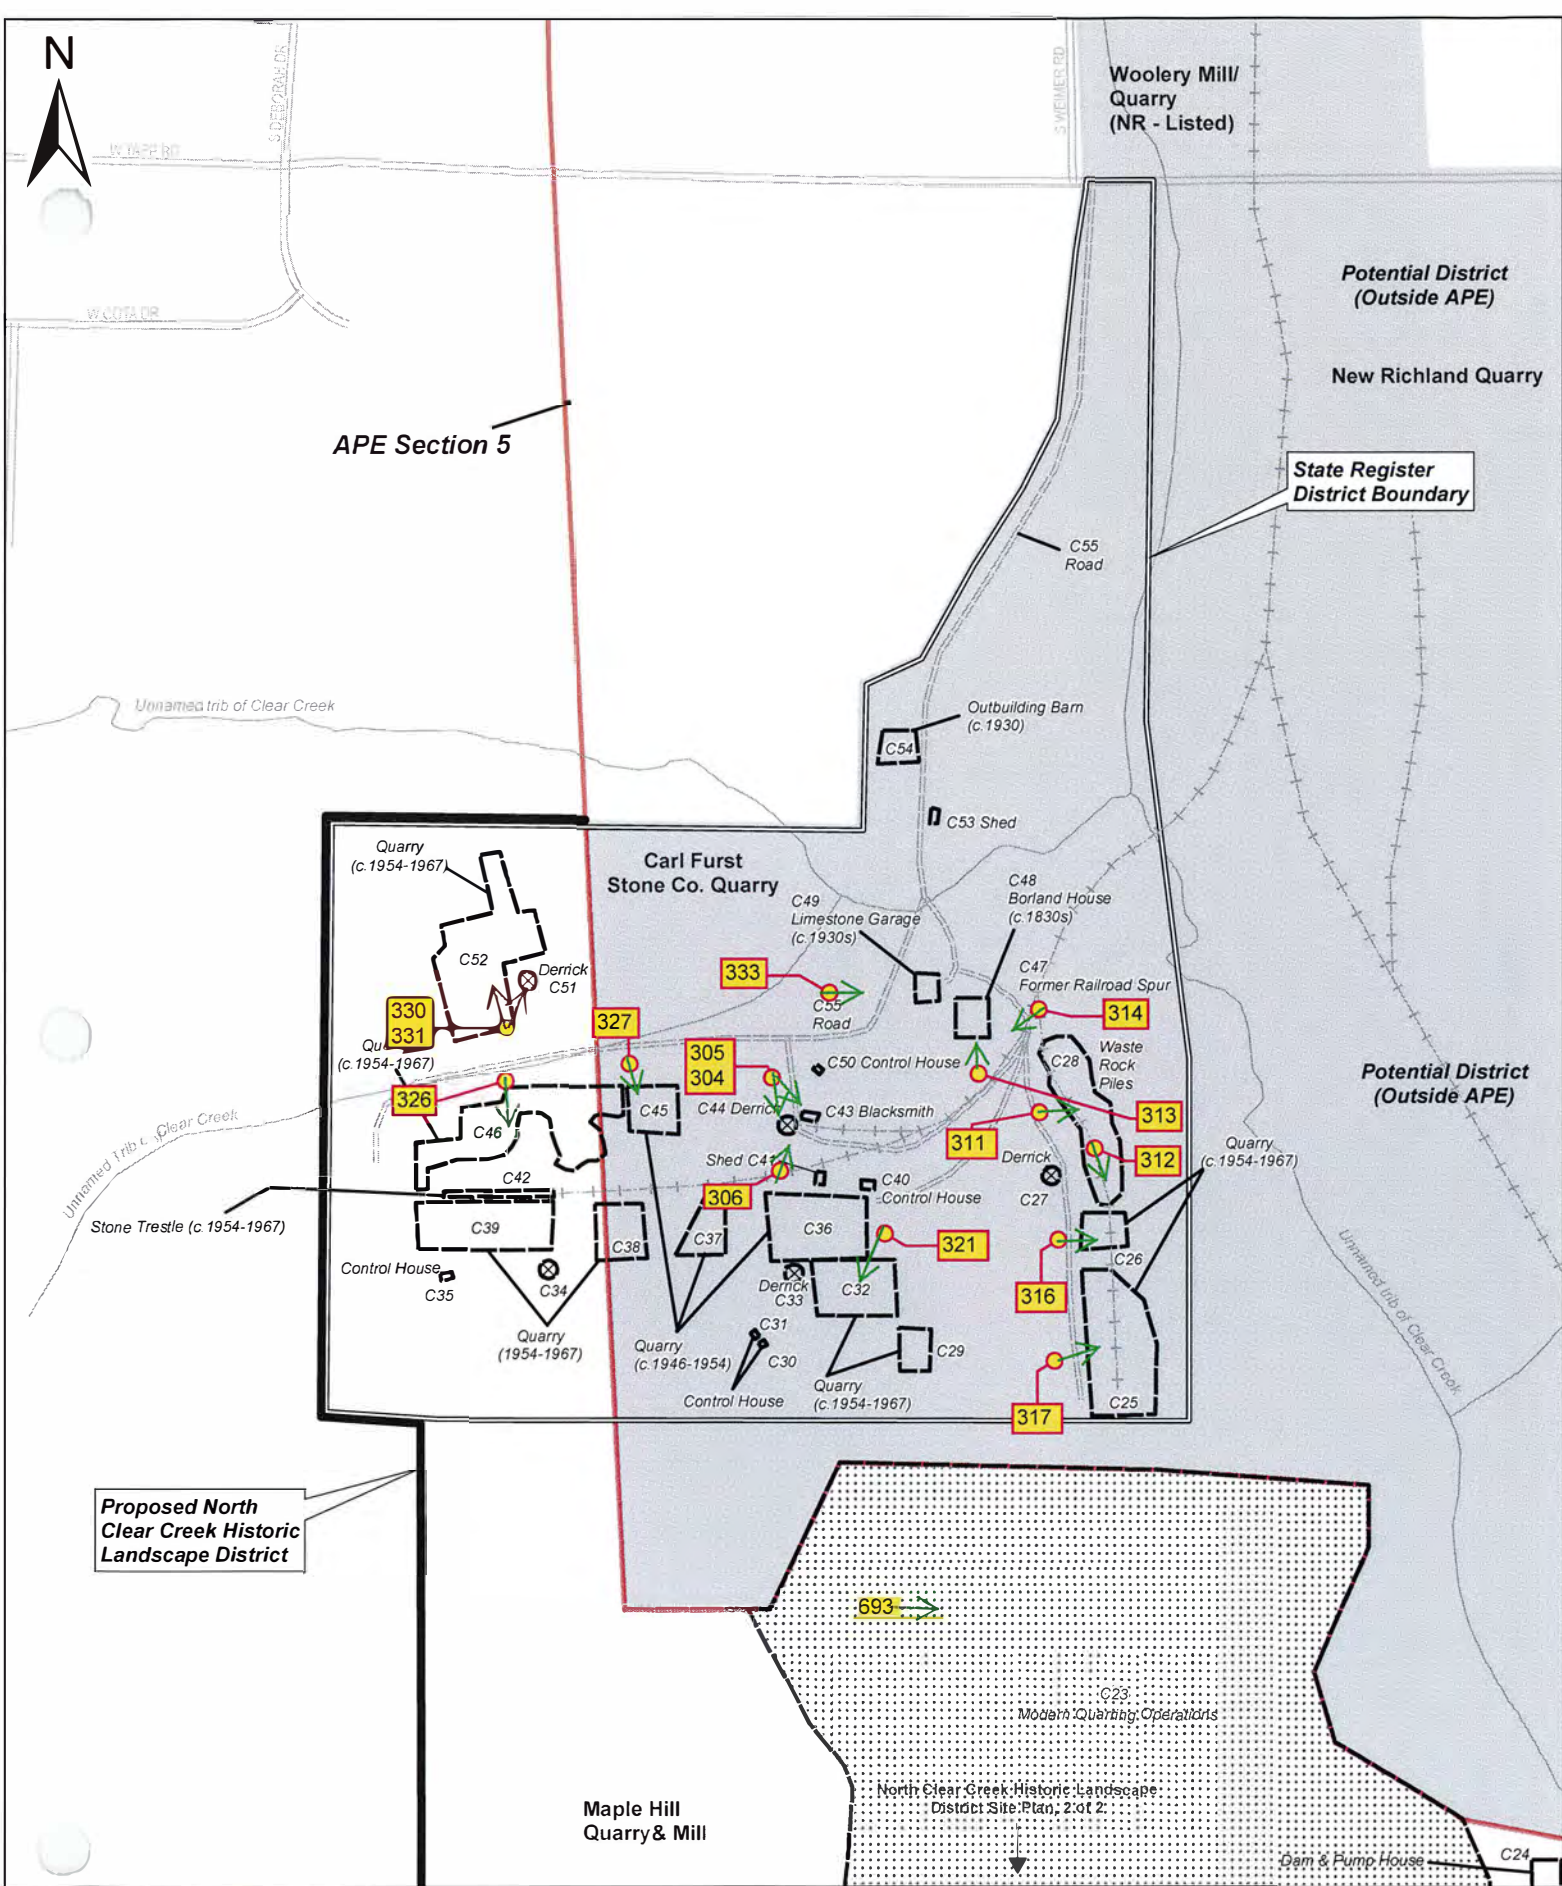 N
S DEBORAH DR
S WEIMER RD
Woolery Mill/
Quarry
(NR - Listed)
W TAPP RD
Potential District
(Outside APE)
W COTA DR
New Richland Quarry
APE Section 5
State Register
District Boundary
C55
Road
Unnamed trib of Clear Creek
Outbuilding Barn
(c.1930)
C54
C53 Shed
Quarry
(c.1954-1967)
Carl Furst
Stone Co. Quarry
C48
Borland House
(c.1830s)
C49
Limestone Garage
(c.1930s)
C52
Derrick
C51
333
C47
Former Railroad Spur
C55
Road
330
331
327
314
(c.1954-1967)
305
304
C50 Control House
C28
Waste
Rock
Piles
Potential District
(Outside APE)
326
C45
C44 Derrick
C43 Blacksmith
313
Unnamed Trib Clear Creek
C46
311
312
Quarry
(c.1954-1967)
Shed C41
Derrick
C27
C42
C40
Control House
306
Stone Trestle (c.1954-1967)
C39
C38
C37
C36
321
C26
Control House
C35
C34
Derrick
C33
C32
316
Unnamed trib of Clear Creek
Quarry
(1954-1967)
Quarry
(c.1946-1954)
C31
C30
C29
Control House
Quarry
(c.1954-1967)
C25
317
Proposed North
Clear Creek Historic
Landscape District
693
C23
Modern Quarring Operations
North Clear Creek Historic Landscape
District Site Plan, 2 of 2
Maple Hill
Quarry & Mill
Dam & Pump House
C24